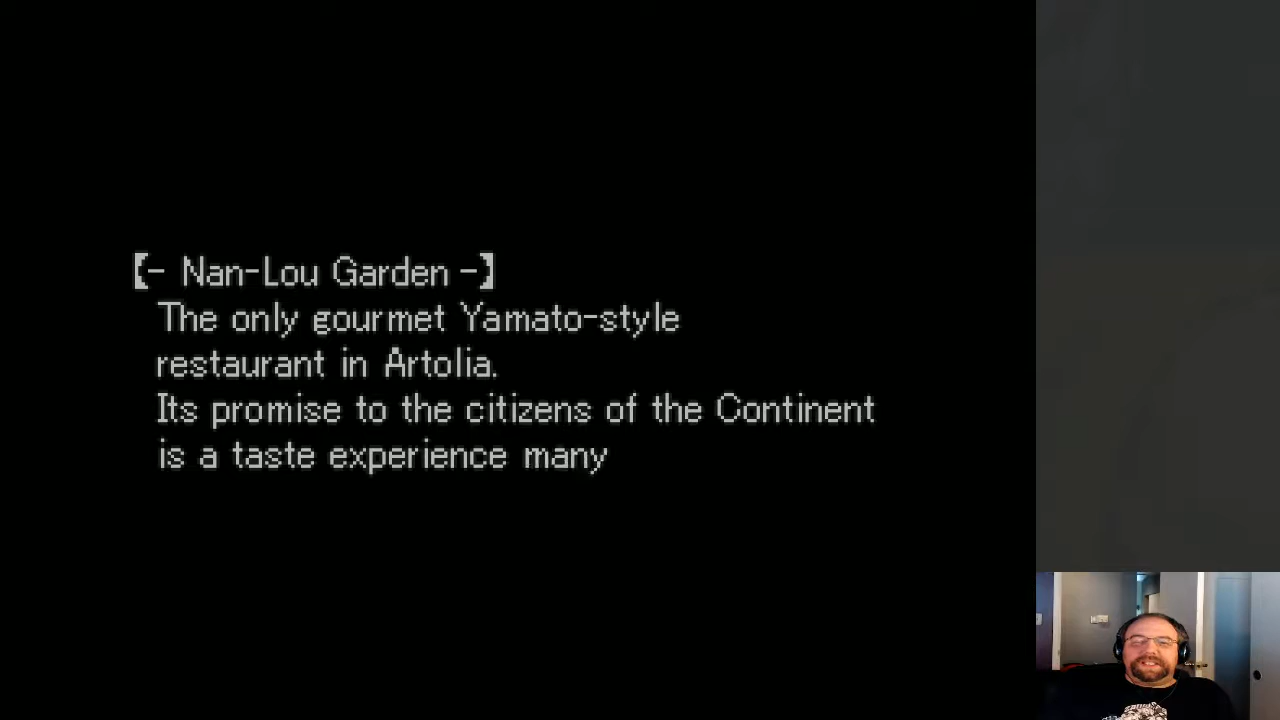 【- Nan-Lou Garden -】
The only gourmet Yamato-style
restaurant in Artolia.
Its promise to the citizens of the Continent
is a taste experience many